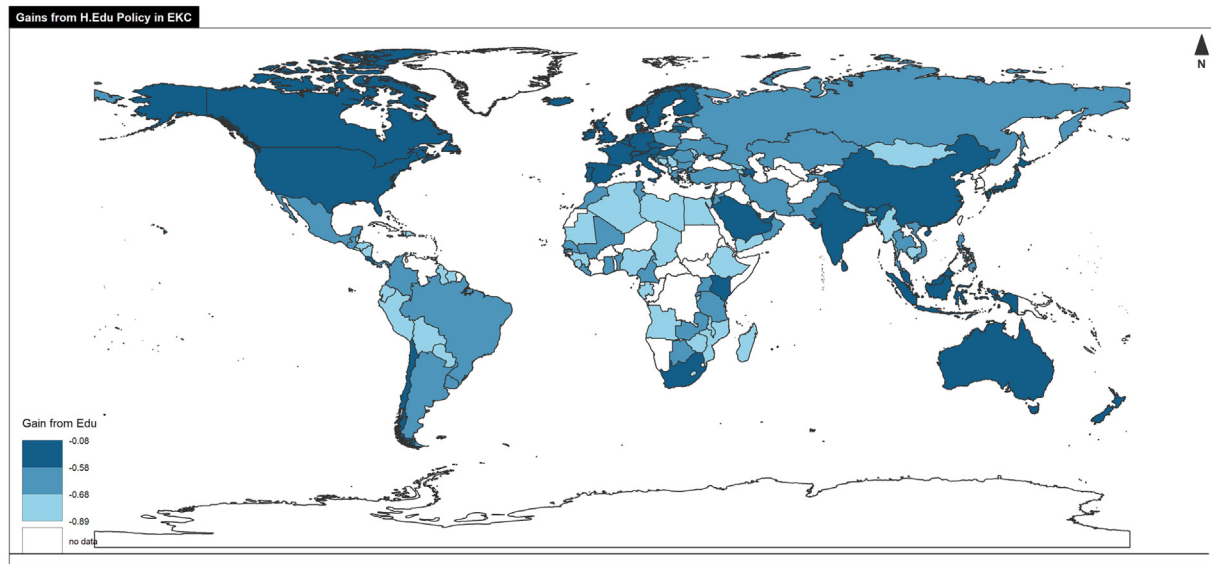 Gains from H.Edu Policy in EKC
N
Gain from Edu
-0.08
-0.58
-0.68
-0.89
no data